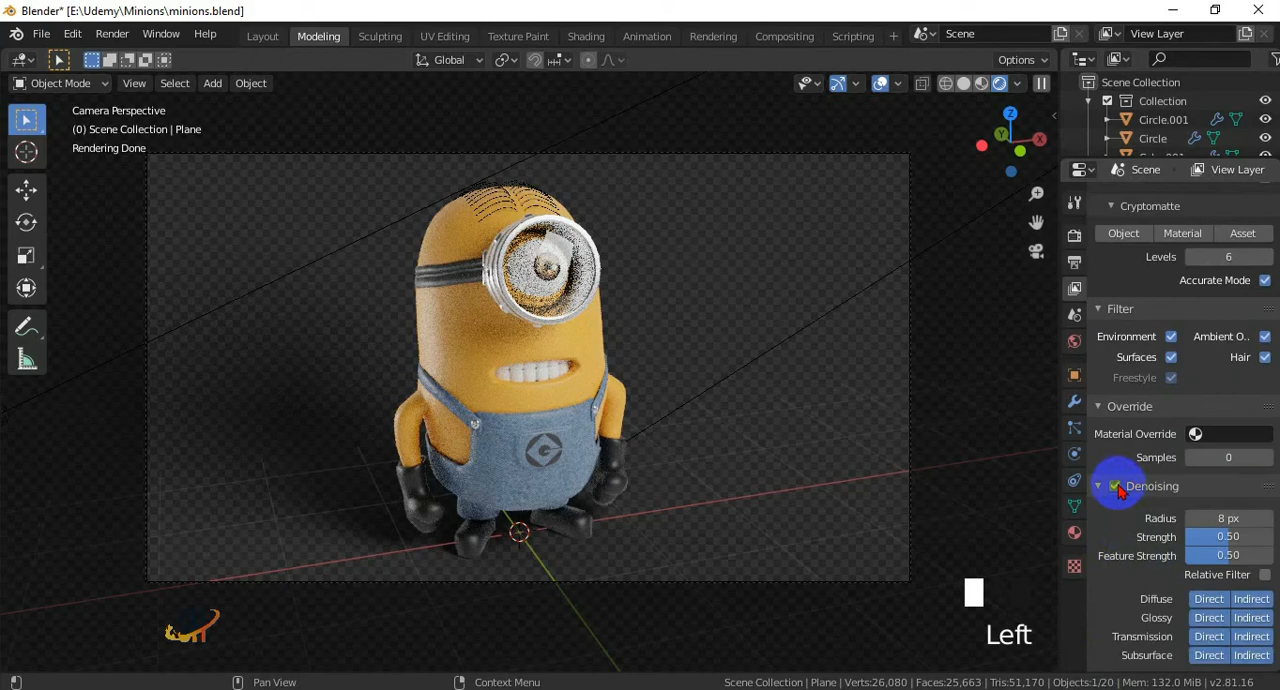 Blender* [E:\Udemy\Minions\minions.blend]
File Edit Render Window Help Layout Modeling Sculpting UV Editing Texture Paint Shading Animation Rendering Compositing Scripting + Scene View Layer
Global Options
Object Mode View Select Add Object
Scene Collection
Collection
Circle.001
Circle
Camera Perspective
(0) Scene Collection | Plane
Rendering Done
X
Y
Z
Scene View Layer
Cryptomatte
Object Material Asset
Levels 6
Accurate Mode
Filter
Environment Ambient O..
Surfaces Hair
Freestyle
Override
Material Override
Samples 0
Denoising
Radius 8 px
Strength 0.50
Feature Strength 0.50
Relative Filter
Diffuse Direct Indirect
Glossy Direct Indirect
Transmission Direct Indirect
Subsurface Direct Indirect
Left
Pan View Context Menu Scene Collection | Plane | Verts:26,080 | Faces:25,663 | Tris:51,170 | Objects:1/20 | Mem: 132.0 MiB | v2.81.16